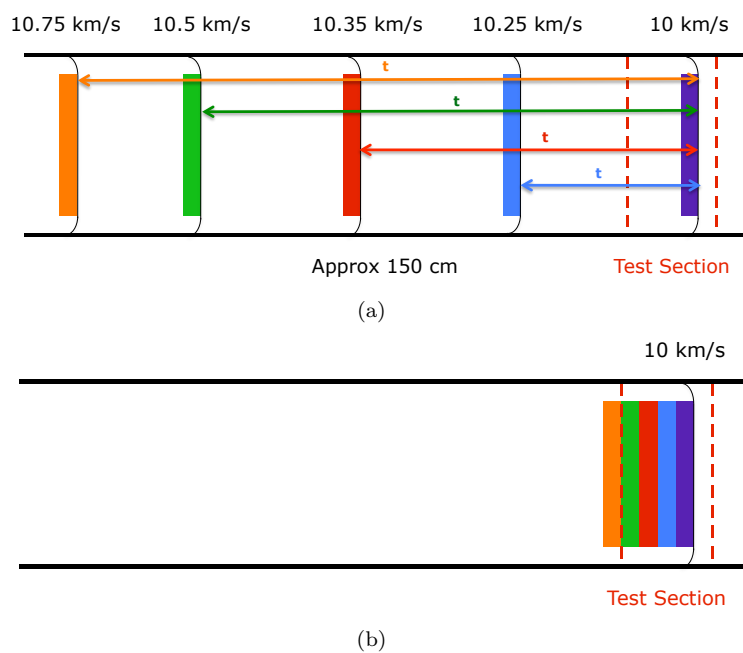 10.75 km/s 10.5 km/s 10.35 km/s 10.25 km/s 10 km/s
t
t
t
t
Approx 150 cm Test Section
(a)
10 km/s
Test Section
(b)